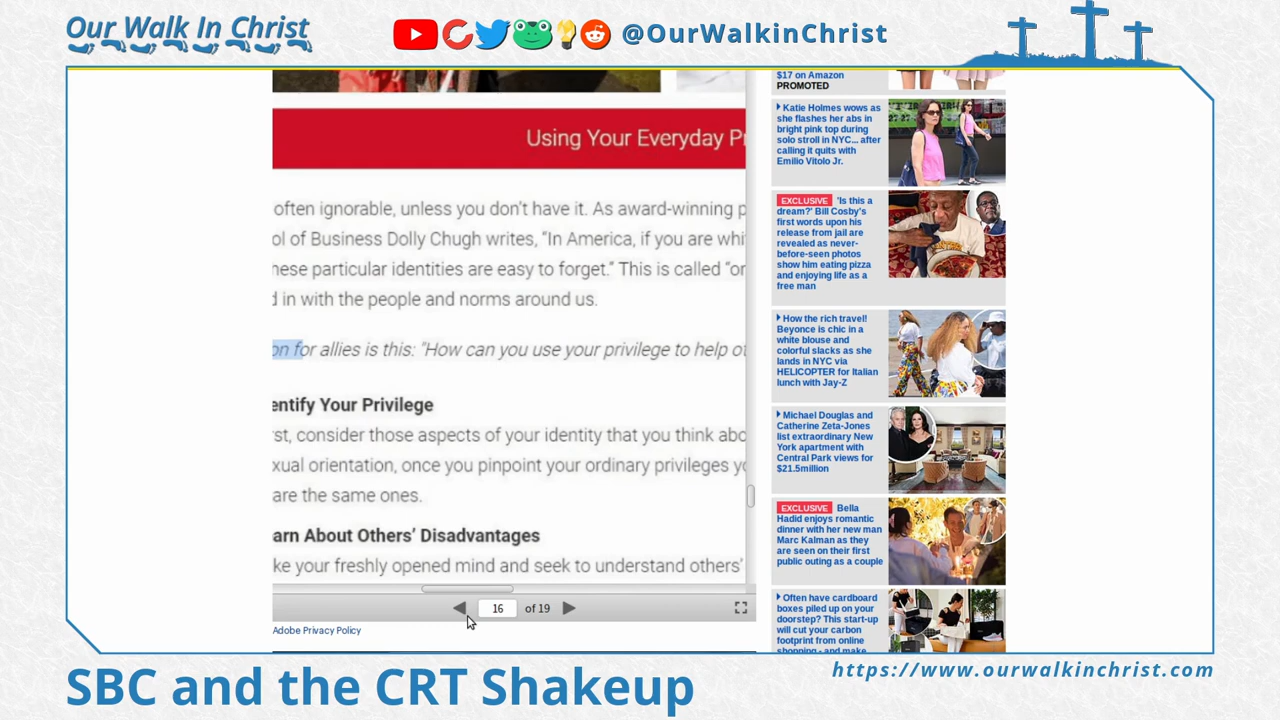 Our Walk In Christ
@OurWalkinChrist
Using Your Everyday P
often ignorable, unless you don't have it. As award-winning p
ol of Business Dolly Chugh writes, “In America, if you are whi
hese particular identities are easy to forget.” This is called “or
d in with the people and norms around us.
on for allies is this: “How can you use your privilege to help ot
entify Your Privilege
rst, consider those aspects of your identity that you think abo
xual orientation, once you pinpoint your ordinary privileges yo
are the same ones.
arn About Others’ Disadvantages
ke your freshly opened mind and seek to understand others’
16 of 19
Adobe Privacy Policy
$17 on Amazon
PROMOTED
Katie Holmes wows as
she flashes her abs in
bright pink top during
solo stroll in NYC... after
calling it quits with
Emilio Vitolo Jr.
EXCLUSIVE 'Is this a
dream?' Bill Cosby's
first words upon his
release from jail are
revealed as never-
before-seen photos
show him eating pizza
and enjoying life as a
free man
How the rich travel!
Beyonce is chic in a
white blouse and
colorful slacks as she
lands in NYC via
HELICOPTER for Italian
lunch with Jay-Z
Michael Douglas and
Catherine Zeta-Jones
list extraordinary New
York apartment with
Central Park views for
$21.5million
EXCLUSIVE Bella
Hadid enjoys romantic
dinner with her new man
Marc Kalman as they
are seen on their first
public outing as a couple
Often have cardboard
boxes piled up on your
doorstep? This start-up
will cut your carbon
footprint from online
shopping - and make
SBC and the CRT Shakeup
https://www.ourwalkinchrist.com